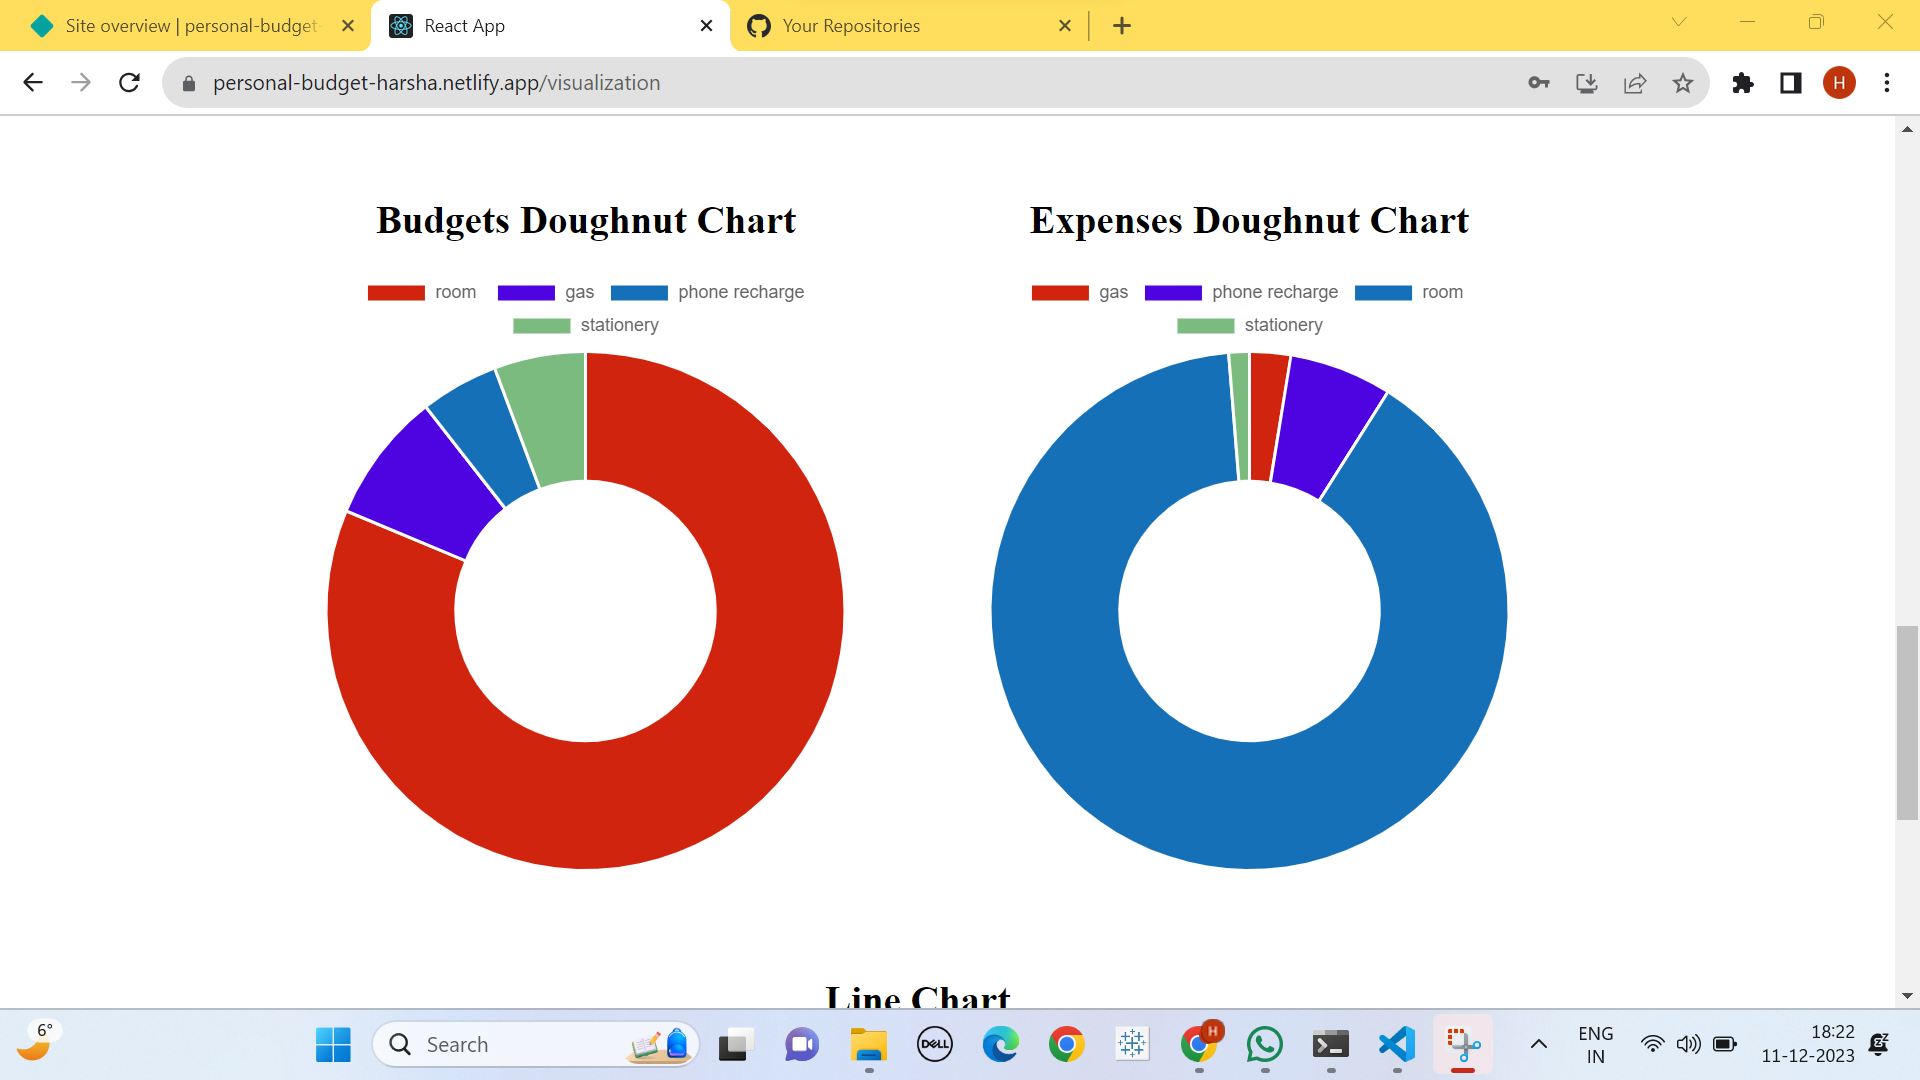 Site overview | personal-budget-
React App
Your Repositories
personal-budget-harsha.netlify.app/visualization
H
Budgets Doughnut Chart
Expenses Doughnut Chart
room gas phone recharge
stationery
gas phone recharge room
stationery
Line Chart
6°
Search
DELL
H
ENG
IN
18:22
11-12-2023